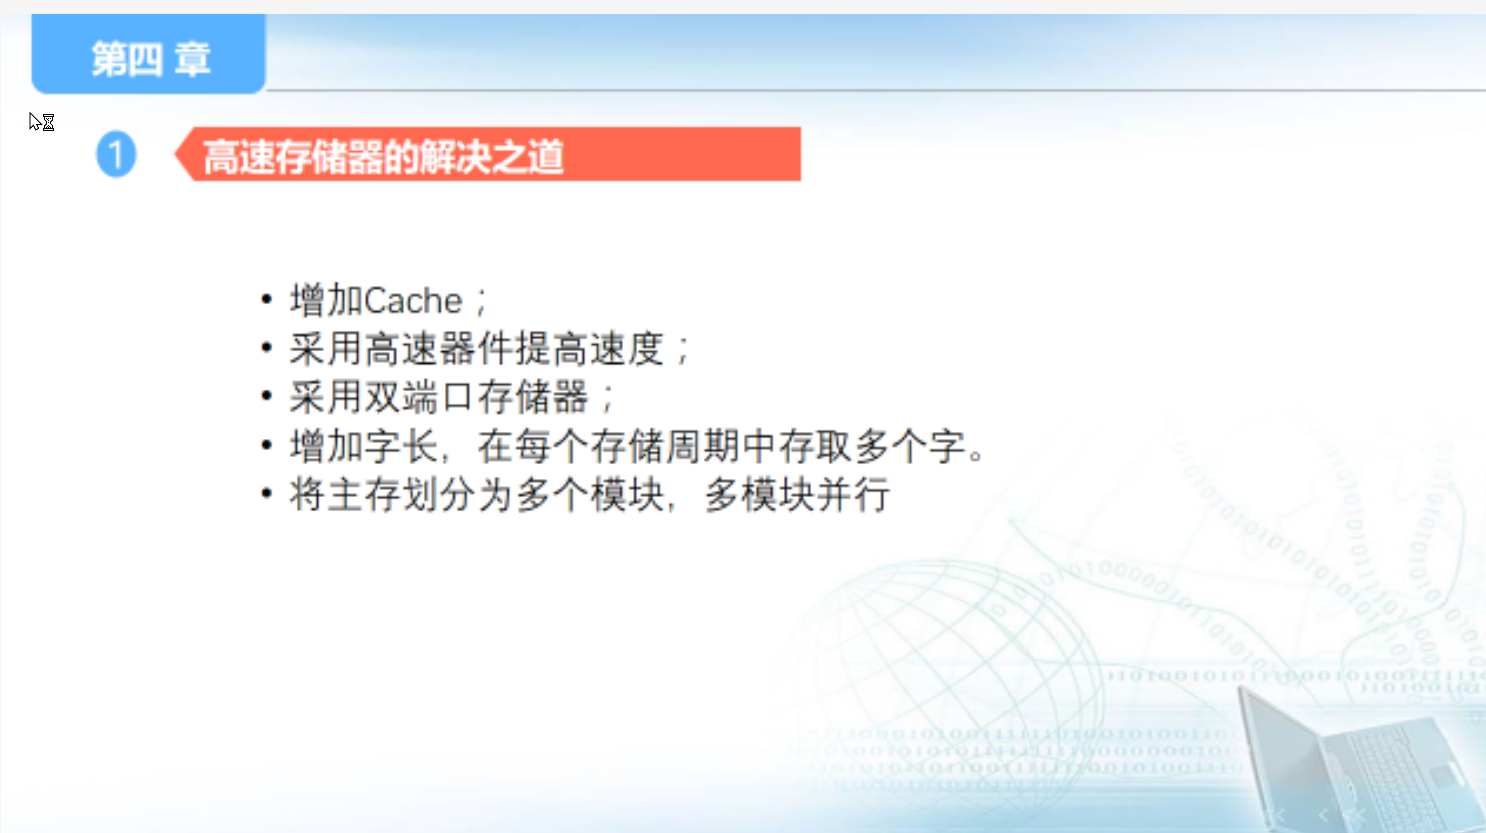 第四 章
1 高速存储器的解决之道
• 增加Cache；
• 采用高速器件提高速度；
• 采用双端口存储器；
• 增加字长，在每个存储周期中存取多个字。
• 将主存划分为多个模块，多模块并行